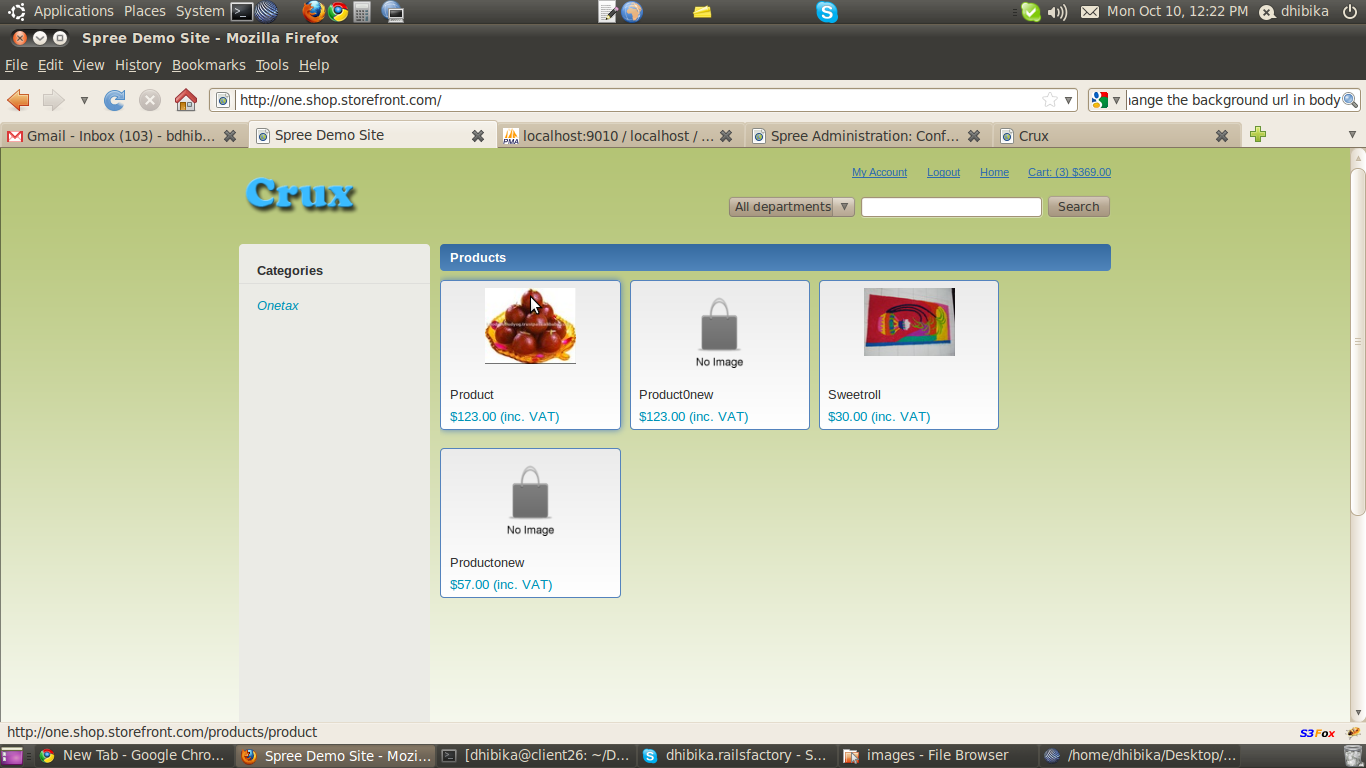 Applications Places System Mon Oct 10, 12:22 PM dhibika
Spree Demo Site - Mozilla Firefox
File Edit View History Bookmarks Tools Help
http://one.shop.storefront.com/ ange the background url in body
Gmail - Inbox (103) - bdhib... Spree Demo Site localhost:9010 / localhost / ... Spree Administration: Conf... Crux
My Account Logout Home Cart: (3) $369.00
Crux
All departments Search
Categories
Onetax
Products
Product
$123.00 (inc. VAT)
No Image
Product0new
$123.00 (inc. VAT)
Sweetroll
$30.00 (inc. VAT)
No Image
Productonew
$57.00 (inc. VAT)
http://one.shop.storefront.com/products/product S3Fox
New Tab - Google Chro... Spree Demo Site - Mozi... [dhibika@client26: ~/D... dhibika.railsfactory - S... images - File Browser /home/dhibika/Desktop/...